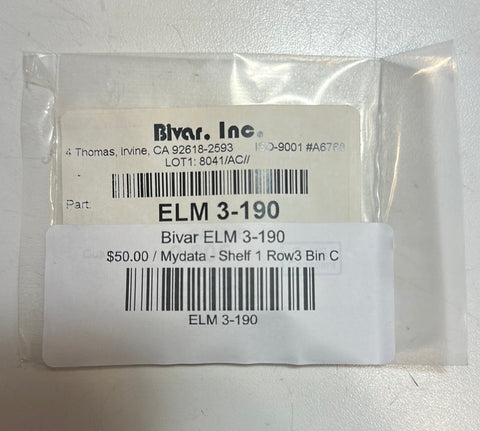 Bivar. Inc.
4 Thomas, Irvine, CA 92618-2593 ISO-9001 #A6768
LOT1: 8041/AC//
Part:
ELM 3-190
Bivar ELM 3-190
$50.00 / Mydata - Shelf 1 Row3 Bin C
ELM 3-190